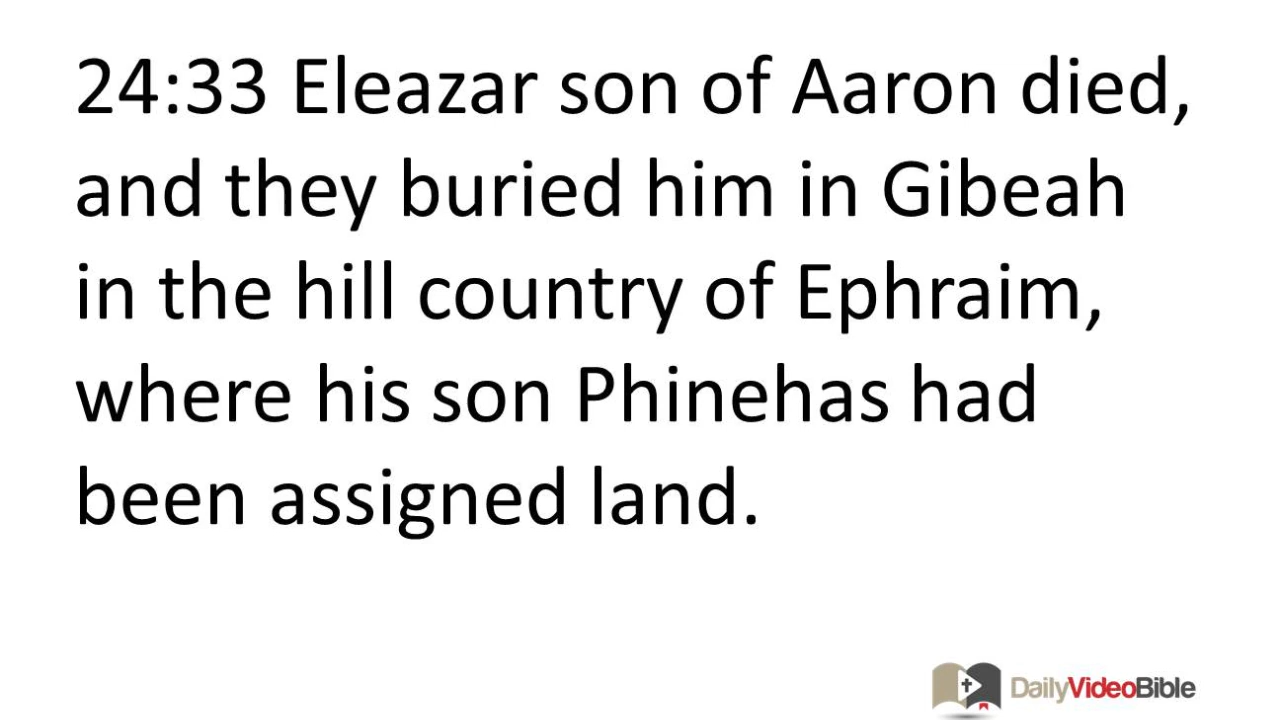 24:33 Eleazar son of Aaron died,
and they buried him in Gibeah
in the hill country of Ephraim,
where his son Phinehas had
been assigned land.
DailyVideoBible